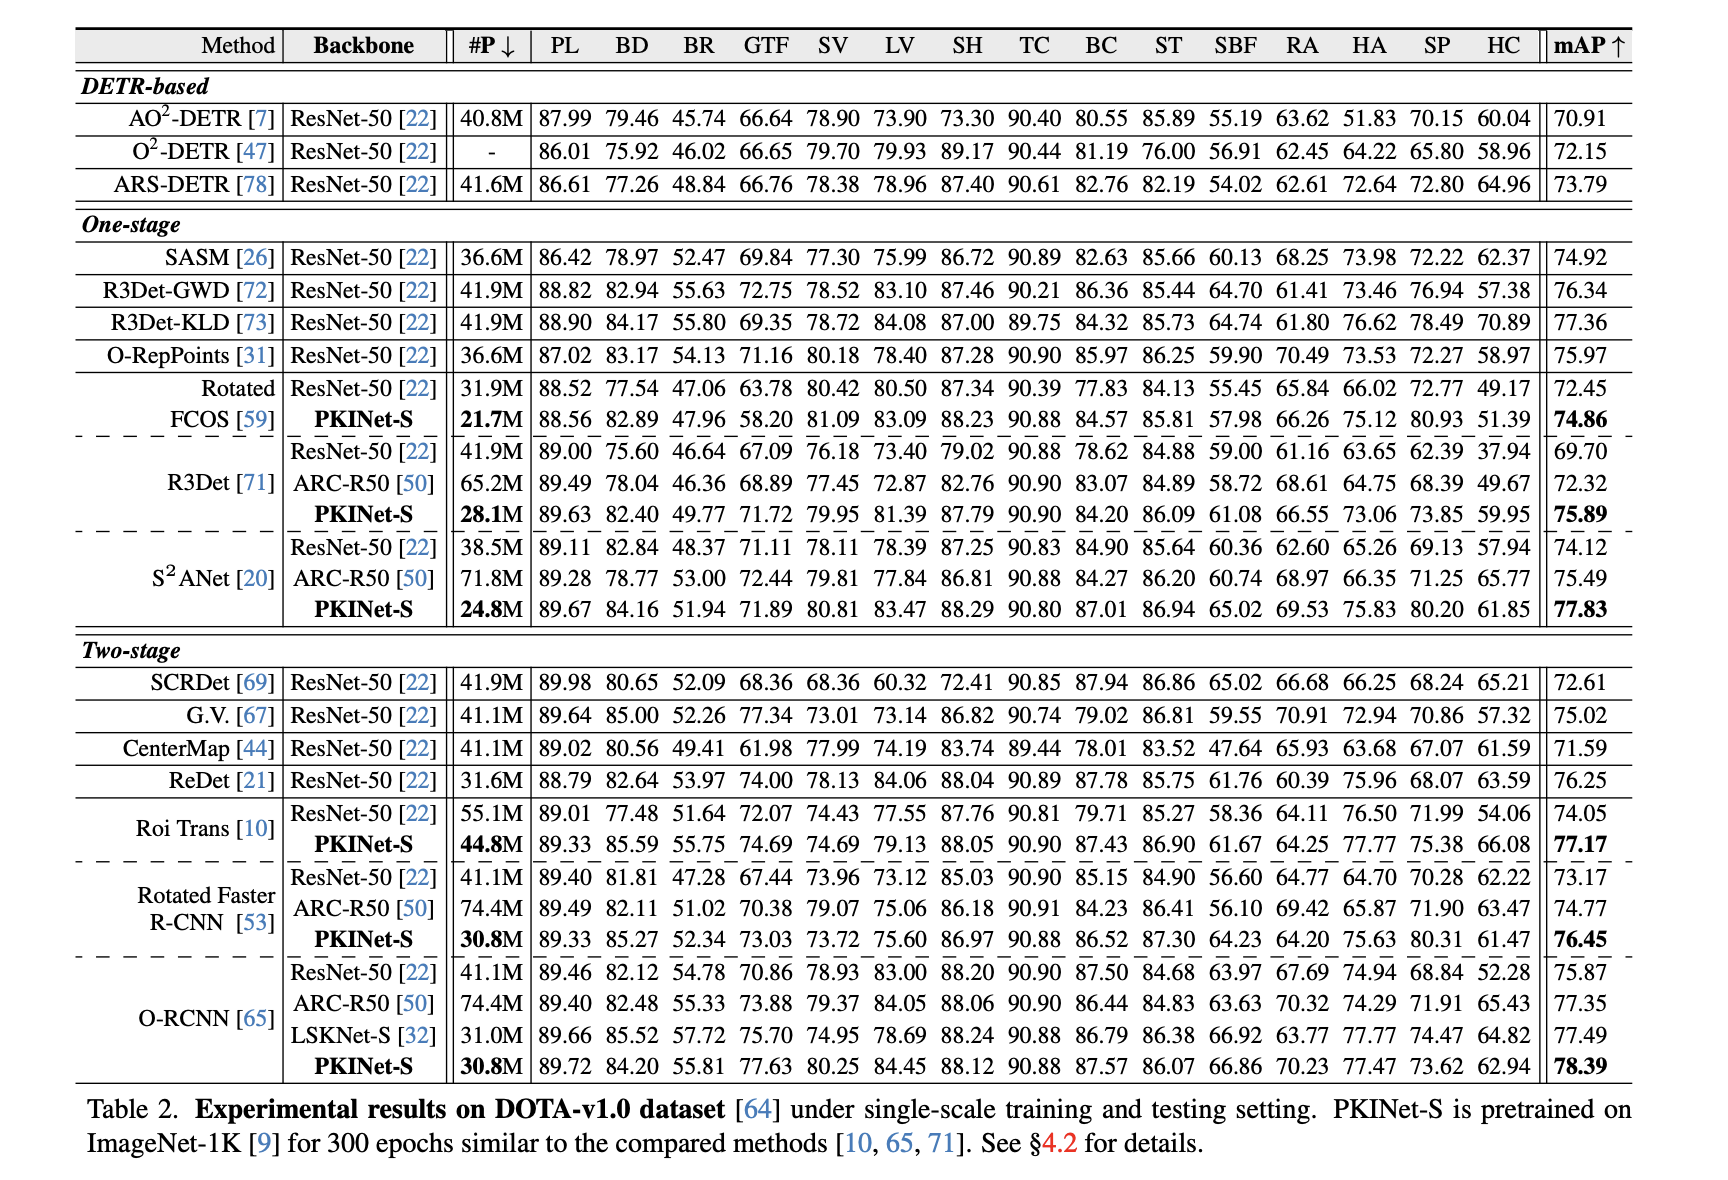 Method Backbone #P ↓ PL BD BR GTF SV LV SH TC BC ST SBF RA HA SP HC mAP ↑
DETR-based
AO²-DETR [7] ResNet-50 [22] 40.8M 87.99 79.46 45.74 66.64 78.90 73.90 73.30 90.40 80.55 85.89 55.19 63.62 51.83 70.15 60.04 70.91
O²-DETR [47] ResNet-50 [22] - 86.01 75.92 46.02 66.65 79.70 79.93 89.17 90.44 81.19 76.00 56.91 62.45 64.22 65.80 58.96 72.15
ARS-DETR [78] ResNet-50 [22] 41.6M 86.61 77.26 48.84 66.76 78.38 78.96 87.40 90.61 82.76 82.19 54.02 62.61 72.64 72.80 64.96 73.79
One-stage
SASM [26] ResNet-50 [22] 36.6M 86.42 78.97 52.47 69.84 77.30 75.99 86.72 90.89 82.63 85.66 60.13 68.25 73.98 72.22 62.37 74.92
R3Det-GWD [72] ResNet-50 [22] 41.9M 88.82 82.94 55.63 72.75 78.52 83.10 87.46 90.21 86.36 85.44 64.70 61.41 73.46 76.94 57.38 76.34
R3Det-KLD [73] ResNet-50 [22] 41.9M 88.90 84.17 55.80 69.35 78.72 84.08 87.00 89.75 84.32 85.73 64.74 61.80 76.62 78.49 70.89 77.36
O-RepPoints [31] ResNet-50 [22] 36.6M 87.02 83.17 54.13 71.16 80.18 78.40 87.28 90.90 85.97 86.25 59.90 70.49 73.53 72.27 58.97 75.97
Rotated ResNet-50 [22] 31.9M 88.52 77.54 47.06 63.78 80.42 80.50 87.34 90.39 77.83 84.13 55.45 65.84 66.02 72.77 49.17 72.45
FCOS [59] PKINet-S 21.7M 88.56 82.89 47.96 58.20 81.09 83.09 88.23 90.88 84.57 85.81 57.98 66.26 75.12 80.93 51.39 74.86
ResNet-50 [22] 41.9M 89.00 75.60 46.64 67.09 76.18 73.40 79.02 90.88 78.62 84.88 59.00 61.16 63.65 62.39 37.94 69.70
R3Det [71] ARC-R50 [50] 65.2M 89.49 78.04 46.36 68.89 77.45 72.87 82.76 90.90 83.07 84.89 58.72 68.61 64.75 68.39 49.67 72.32
PKINet-S 28.1M 89.63 82.40 49.77 71.72 79.95 81.39 87.79 90.90 84.20 86.09 61.08 66.55 73.06 73.85 59.95 75.89
ResNet-50 [22] 38.5M 89.11 82.84 48.37 71.11 78.11 78.39 87.25 90.83 84.90 85.64 60.36 62.60 65.26 69.13 57.94 74.12
S²ANet [20] ARC-R50 [50] 71.8M 89.28 78.77 53.00 72.44 79.81 77.84 86.81 90.88 84.27 86.20 60.74 68.97 66.35 71.25 65.77 75.49
PKINet-S 24.8M 89.67 84.16 51.94 71.89 80.81 83.47 88.29 90.80 87.01 86.94 65.02 69.53 75.83 80.20 61.85 77.83
Two-stage
SCRDet [69] ResNet-50 [22] 41.9M 89.98 80.65 52.09 68.36 68.36 60.32 72.41 90.85 87.94 86.86 65.02 66.68 66.25 68.24 65.21 72.61
G.V. [67] ResNet-50 [22] 41.1M 89.64 85.00 52.26 77.34 73.01 73.14 86.82 90.74 79.02 86.81 59.55 70.91 72.94 70.86 57.32 75.02
CenterMap [44] ResNet-50 [22] 41.1M 89.02 80.56 49.41 61.98 77.99 74.19 83.74 89.44 78.01 83.52 47.64 65.93 63.68 67.07 61.59 71.59
ReDet [21] ResNet-50 [22] 31.6M 88.79 82.64 53.97 74.00 78.13 84.06 88.04 90.89 87.78 85.75 61.76 60.39 75.96 68.07 63.59 76.25
ResNet-50 [22] 55.1M 89.01 77.48 51.64 72.07 74.43 77.55 87.76 90.81 79.71 85.27 58.36 64.11 76.50 71.99 54.06 74.05
Roi Trans [10]
PKINet-S 44.8M 89.33 85.59 55.75 74.69 74.69 79.13 88.05 90.90 87.43 86.90 61.67 64.25 77.77 75.38 66.08 77.17
ResNet-50 [22] 41.1M 89.40 81.81 47.28 67.44 73.96 73.12 85.03 90.90 85.15 84.90 56.60 64.77 64.70 70.28 62.22 73.17
Rotated Faster
R-CNN [53] ARC-R50 [50] 74.4M 89.49 82.11 51.02 70.38 79.07 75.06 86.18 90.91 84.23 86.41 56.10 69.42 65.87 71.90 63.47 74.77
PKINet-S 30.8M 89.33 85.27 52.34 73.03 73.72 75.60 86.97 90.88 86.52 87.30 64.23 64.20 75.63 80.31 61.47 76.45
ResNet-50 [22] 41.1M 89.46 82.12 54.78 70.86 78.93 83.00 88.20 90.90 87.50 84.68 63.97 67.69 74.94 68.84 52.28 75.87
ARC-R50 [50] 74.4M 89.40 82.48 55.33 73.88 79.37 84.05 88.06 90.90 86.44 84.83 63.63 70.32 74.29 71.91 65.43 77.35
O-RCNN [65]
LSKNet-S [32] 31.0M 89.66 85.52 57.72 75.70 74.95 78.69 88.24 90.88 86.79 86.38 66.92 63.77 77.77 74.47 64.82 77.49
PKINet-S 30.8M 89.72 84.20 55.81 77.63 80.25 84.45 88.12 90.88 87.57 86.07 66.86 70.23 77.47 73.62 62.94 78.39
Table 2. Experimental results on DOTA-v1.0 dataset [64] under single-scale training and testing setting. PKINet-S is pretrained on
ImageNet-1K [9] for 300 epochs similar to the compared methods [10, 65, 71]. See §4.2 for details.